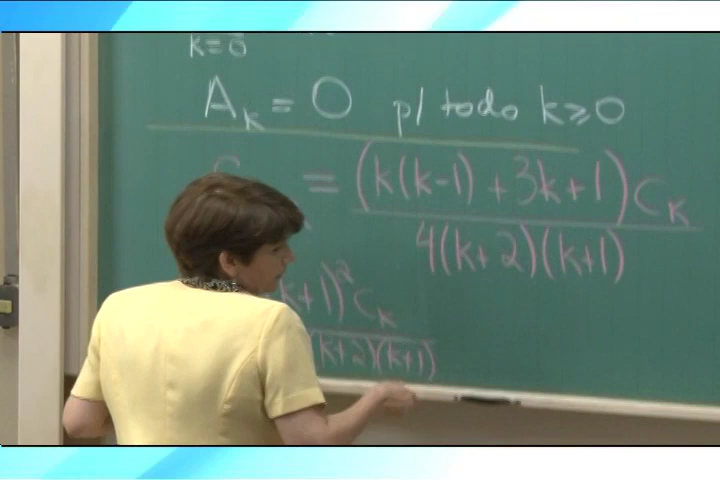 k=0
A_k = 0 p/ todo k≥0
C = (k(k-1) + 3k+1) C_k
4(k+2)(k+1)
k+1)² C_k
(k+2)(k+1)